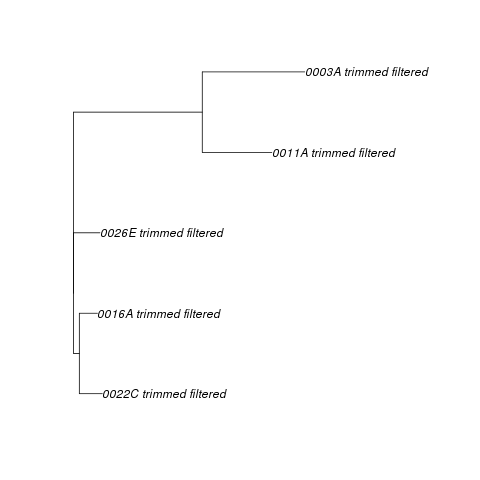 0003A trimmed filtered
0011A trimmed filtered
0026E trimmed filtered
0016A trimmed filtered
0022C trimmed filtered